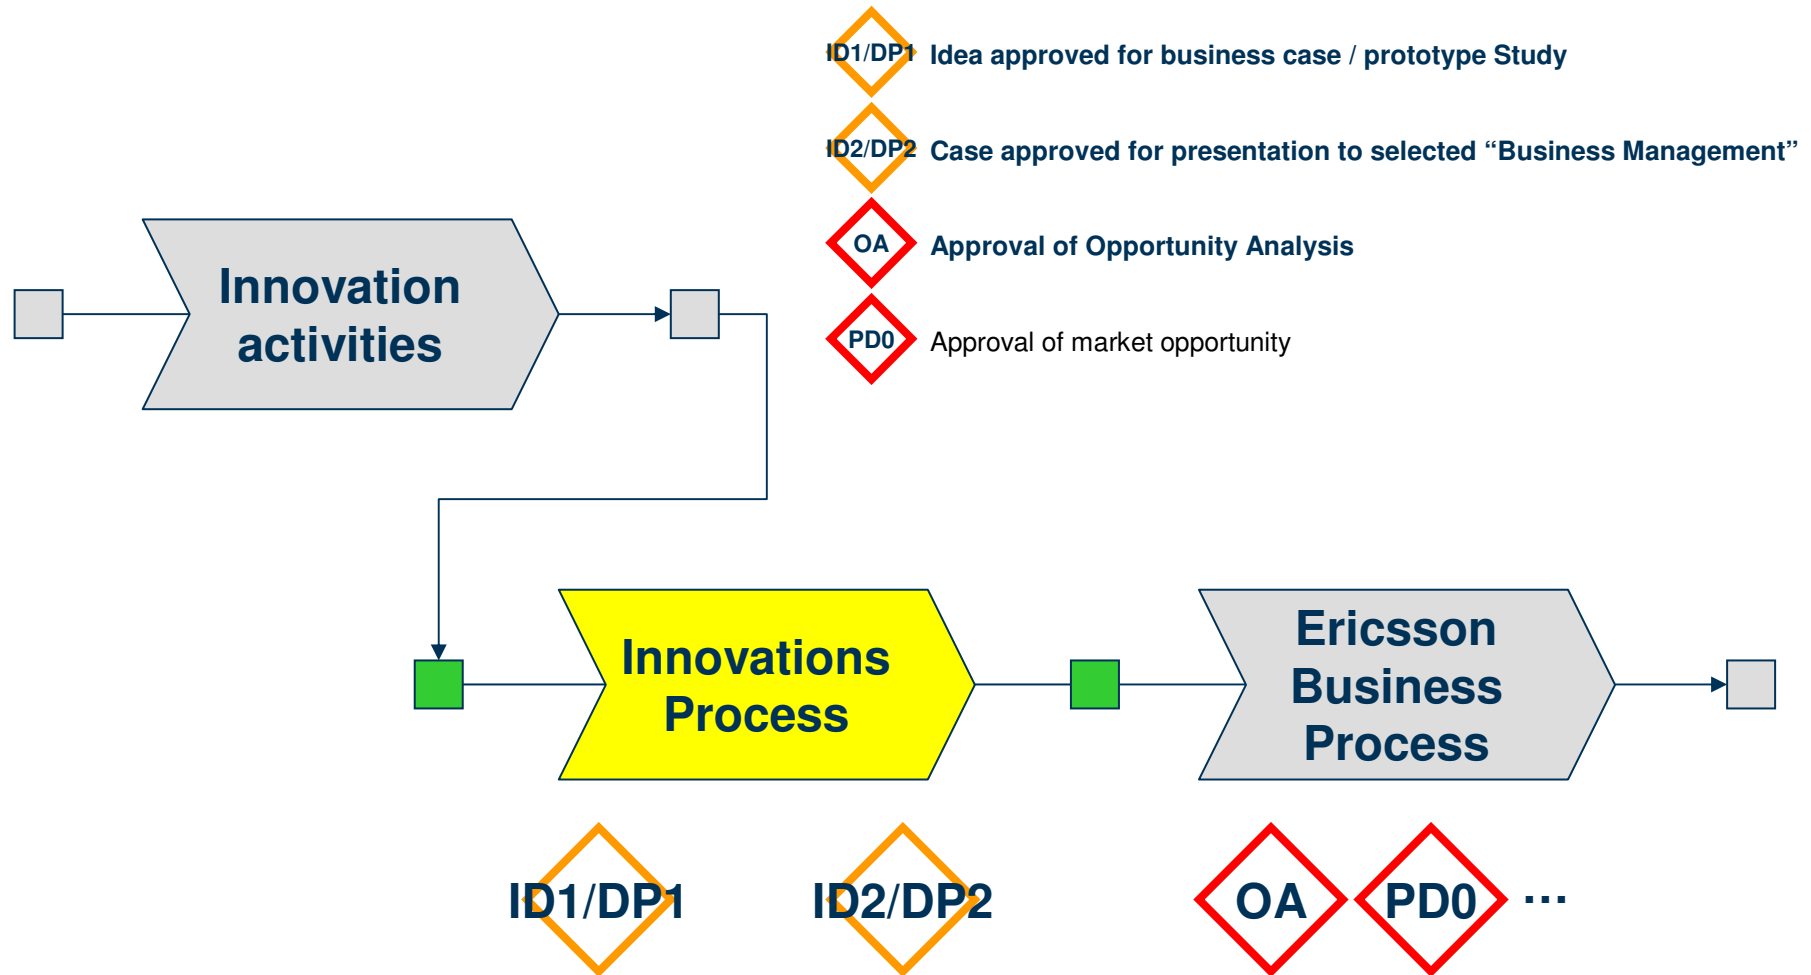 ID1/DP1 Idea approved for business case / prototype Study
ID2/DP2 Case approved for presentation to selected “Business Management”
OA Approval of Opportunity Analysis
PD0 Approval of market opportunity
Innovation
activities
Innovations
Process
Ericsson
Business
Process
ID1/DP1 ID2/DP2 OA PD0 ...